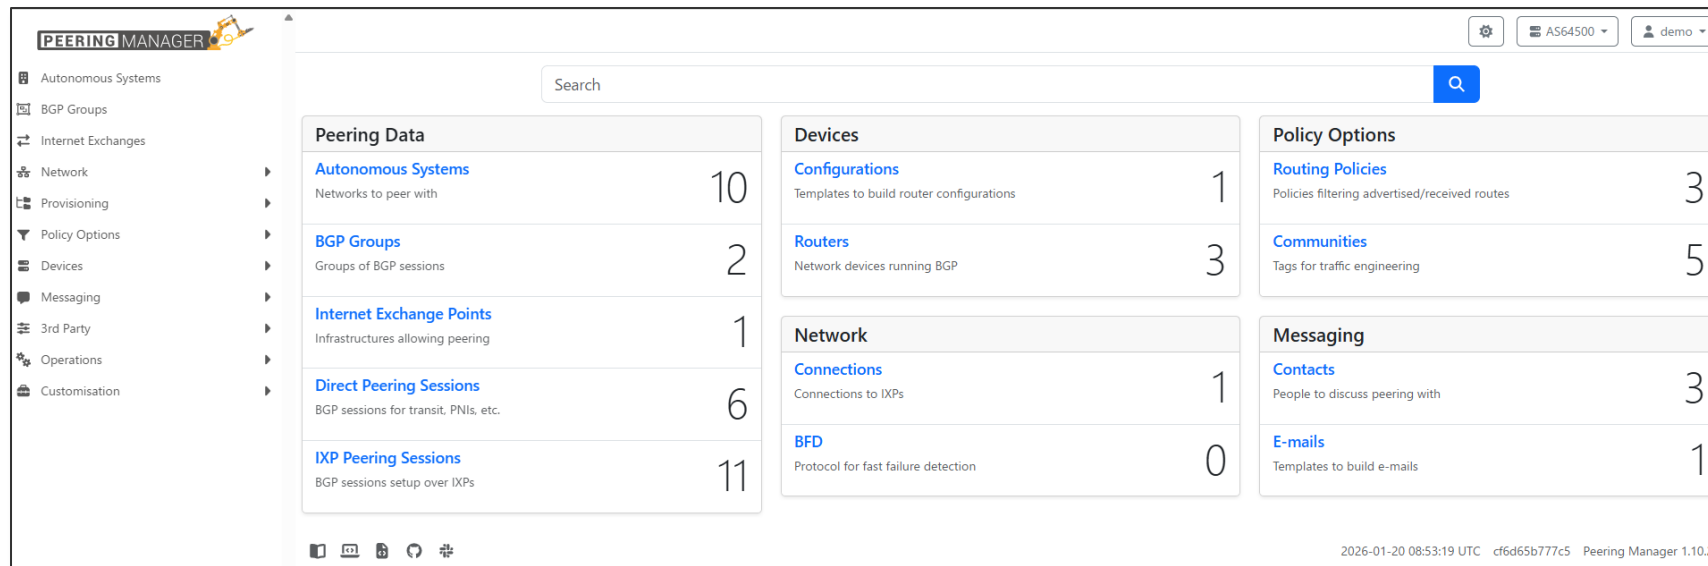 PEERING MANAGER
AS64500
demo
Autonomous Systems
BGP Groups
Internet Exchanges
Network
Provisioning
Policy Options
Devices
Messaging
3rd Party
Operations
Customisation
Search
Peering Data
Autonomous Systems
Networks to peer with
10
BGP Groups
Groups of BGP sessions
2
Internet Exchange Points
Infrastructures allowing peering
1
Direct Peering Sessions
BGP sessions for transit, PNIs, etc.
6
IXP Peering Sessions
BGP sessions setup over IXPs
11
Devices
Configurations
Templates to build router configurations
1
Routers
Network devices running BGP
3
Network
Connections
Connections to IXPs
1
BFD
Protocol for fast failure detection
0
Policy Options
Routing Policies
Policies filtering advertised/received routes
3
Communities
Tags for traffic engineering
5
Messaging
Contacts
People to discuss peering with
3
E-mails
Templates to build e-mails
1
2026-01-20 08:53:19 UTC cf6d65b777c5 Peering Manager 1.10.